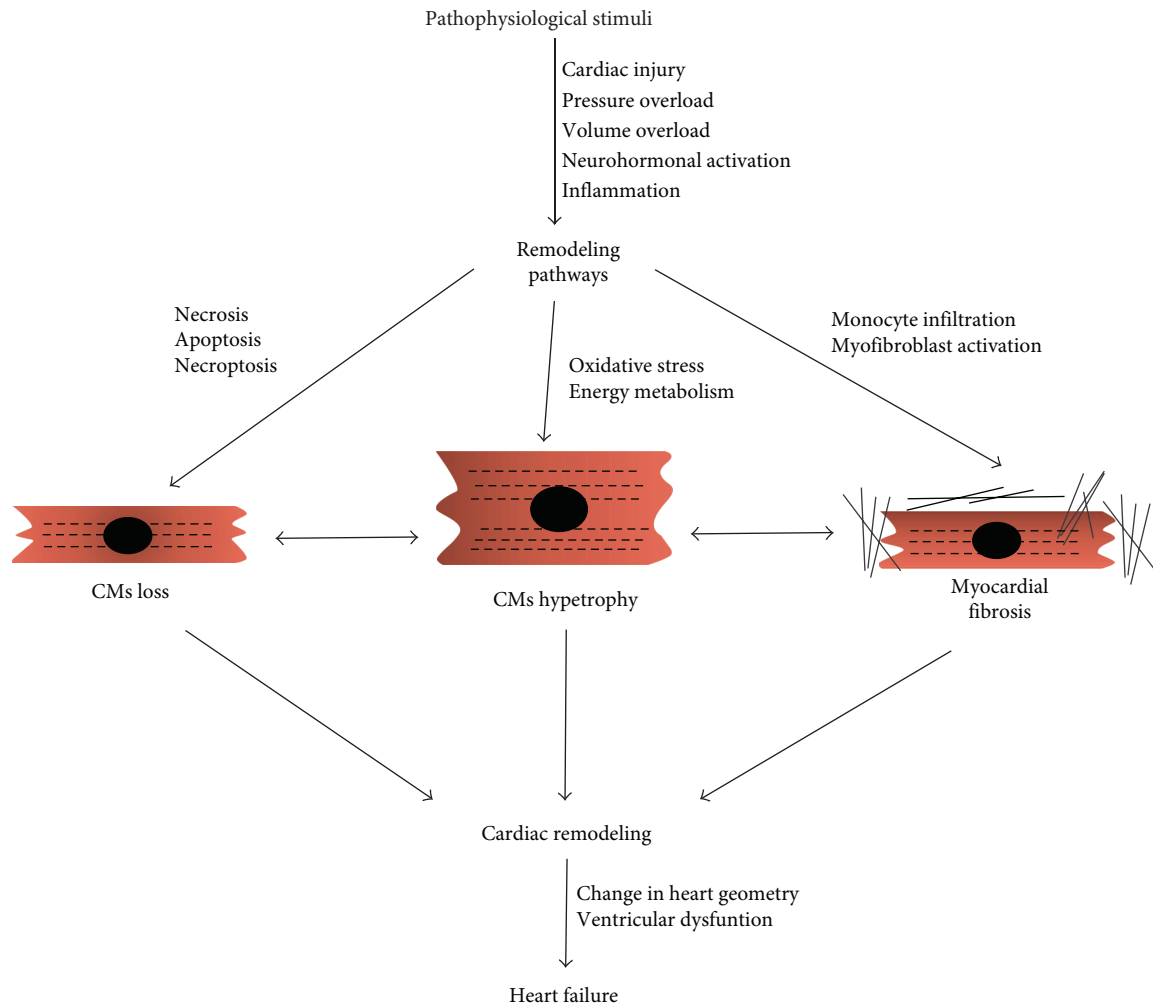 Pathophysiological stimuli
Cardiac injury
Pressure overload
Volume overload
Neurohormonal activation
Inflammation
Remodeling
pathways
Necrosis
Apoptosis
Necroptosis
Oxidative stress
Energy metabolism
Monocyte infiltration
Myofibroblast activation
CMs loss
CMs hypetrophy
Myocardial
fibrosis
Cardiac remodeling
Change in heart geometry
Ventricular dysfuntion
Heart failure